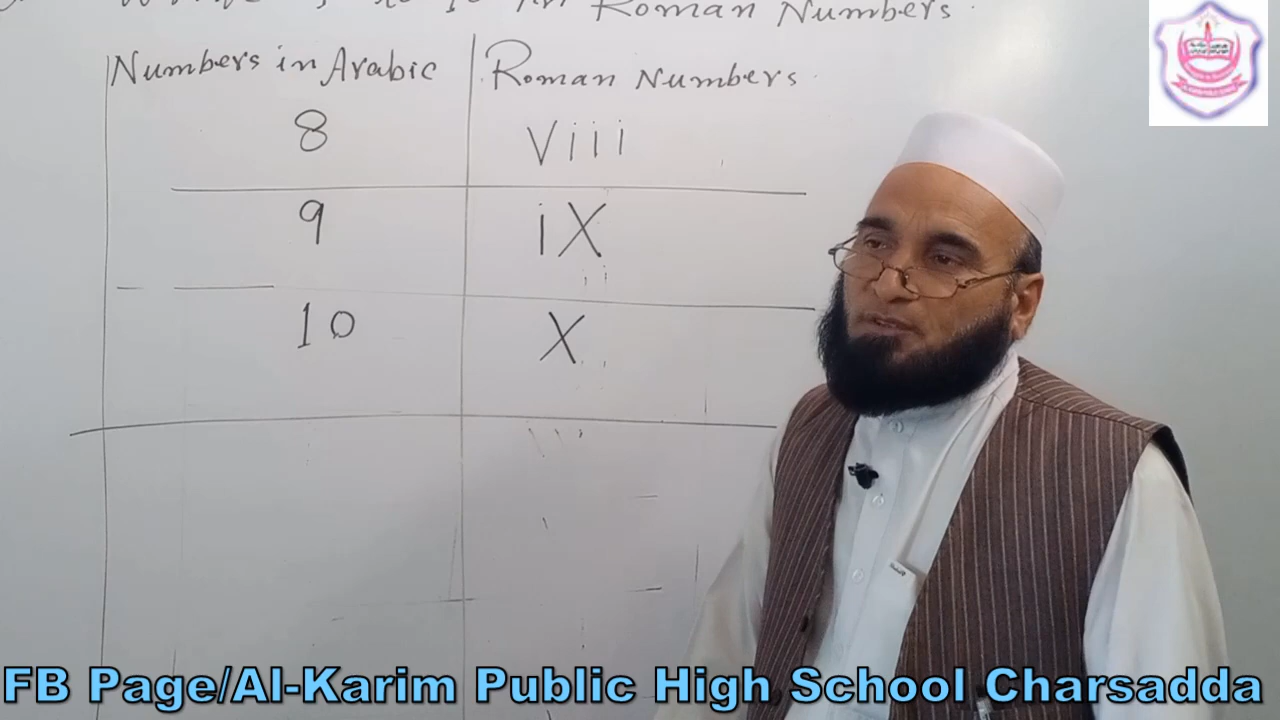 in Roman Numbers.
Numbers in Arabic Roman Numbers.
8 Viii
9 iX
10 X
FB Page/Al-Karim Public High School Charsadda